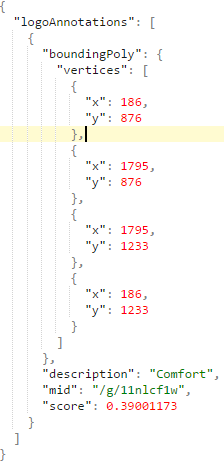 {
"logoAnnotations": [
{
"boundingPoly": {
"vertices": [
{
"x": 186,
"y": 876
},
{
"x": 1795,
"y": 876
},
{
"x": 1795,
"y": 1233
},
{
"x": 186,
"y": 1233
}
]
},
"description": "Comfort",
"mid": "/g/11nlcf1w",
"score": 0.39001173
}
]
}